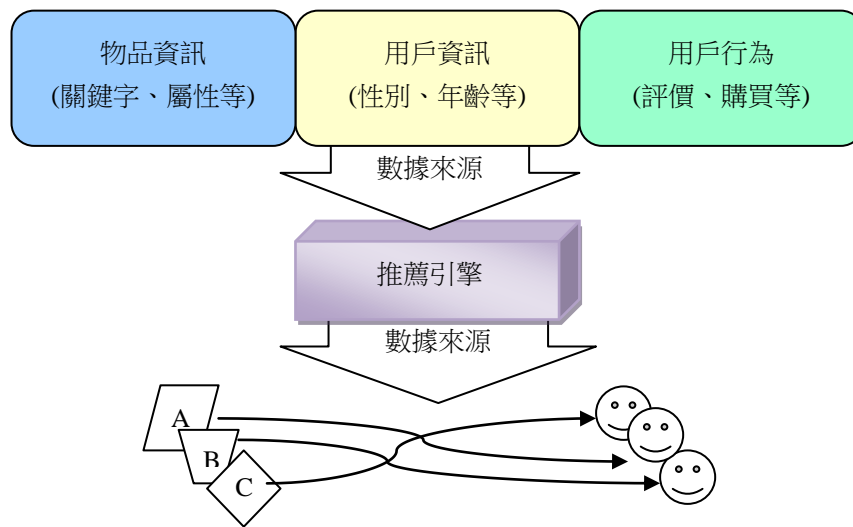 物品資訊
(關鍵字、屬性等)
用戶資訊
(性別、年齡等)
用戶行為
(評價、購買等)
數據來源
推薦引擎
數據來源
A
B
C